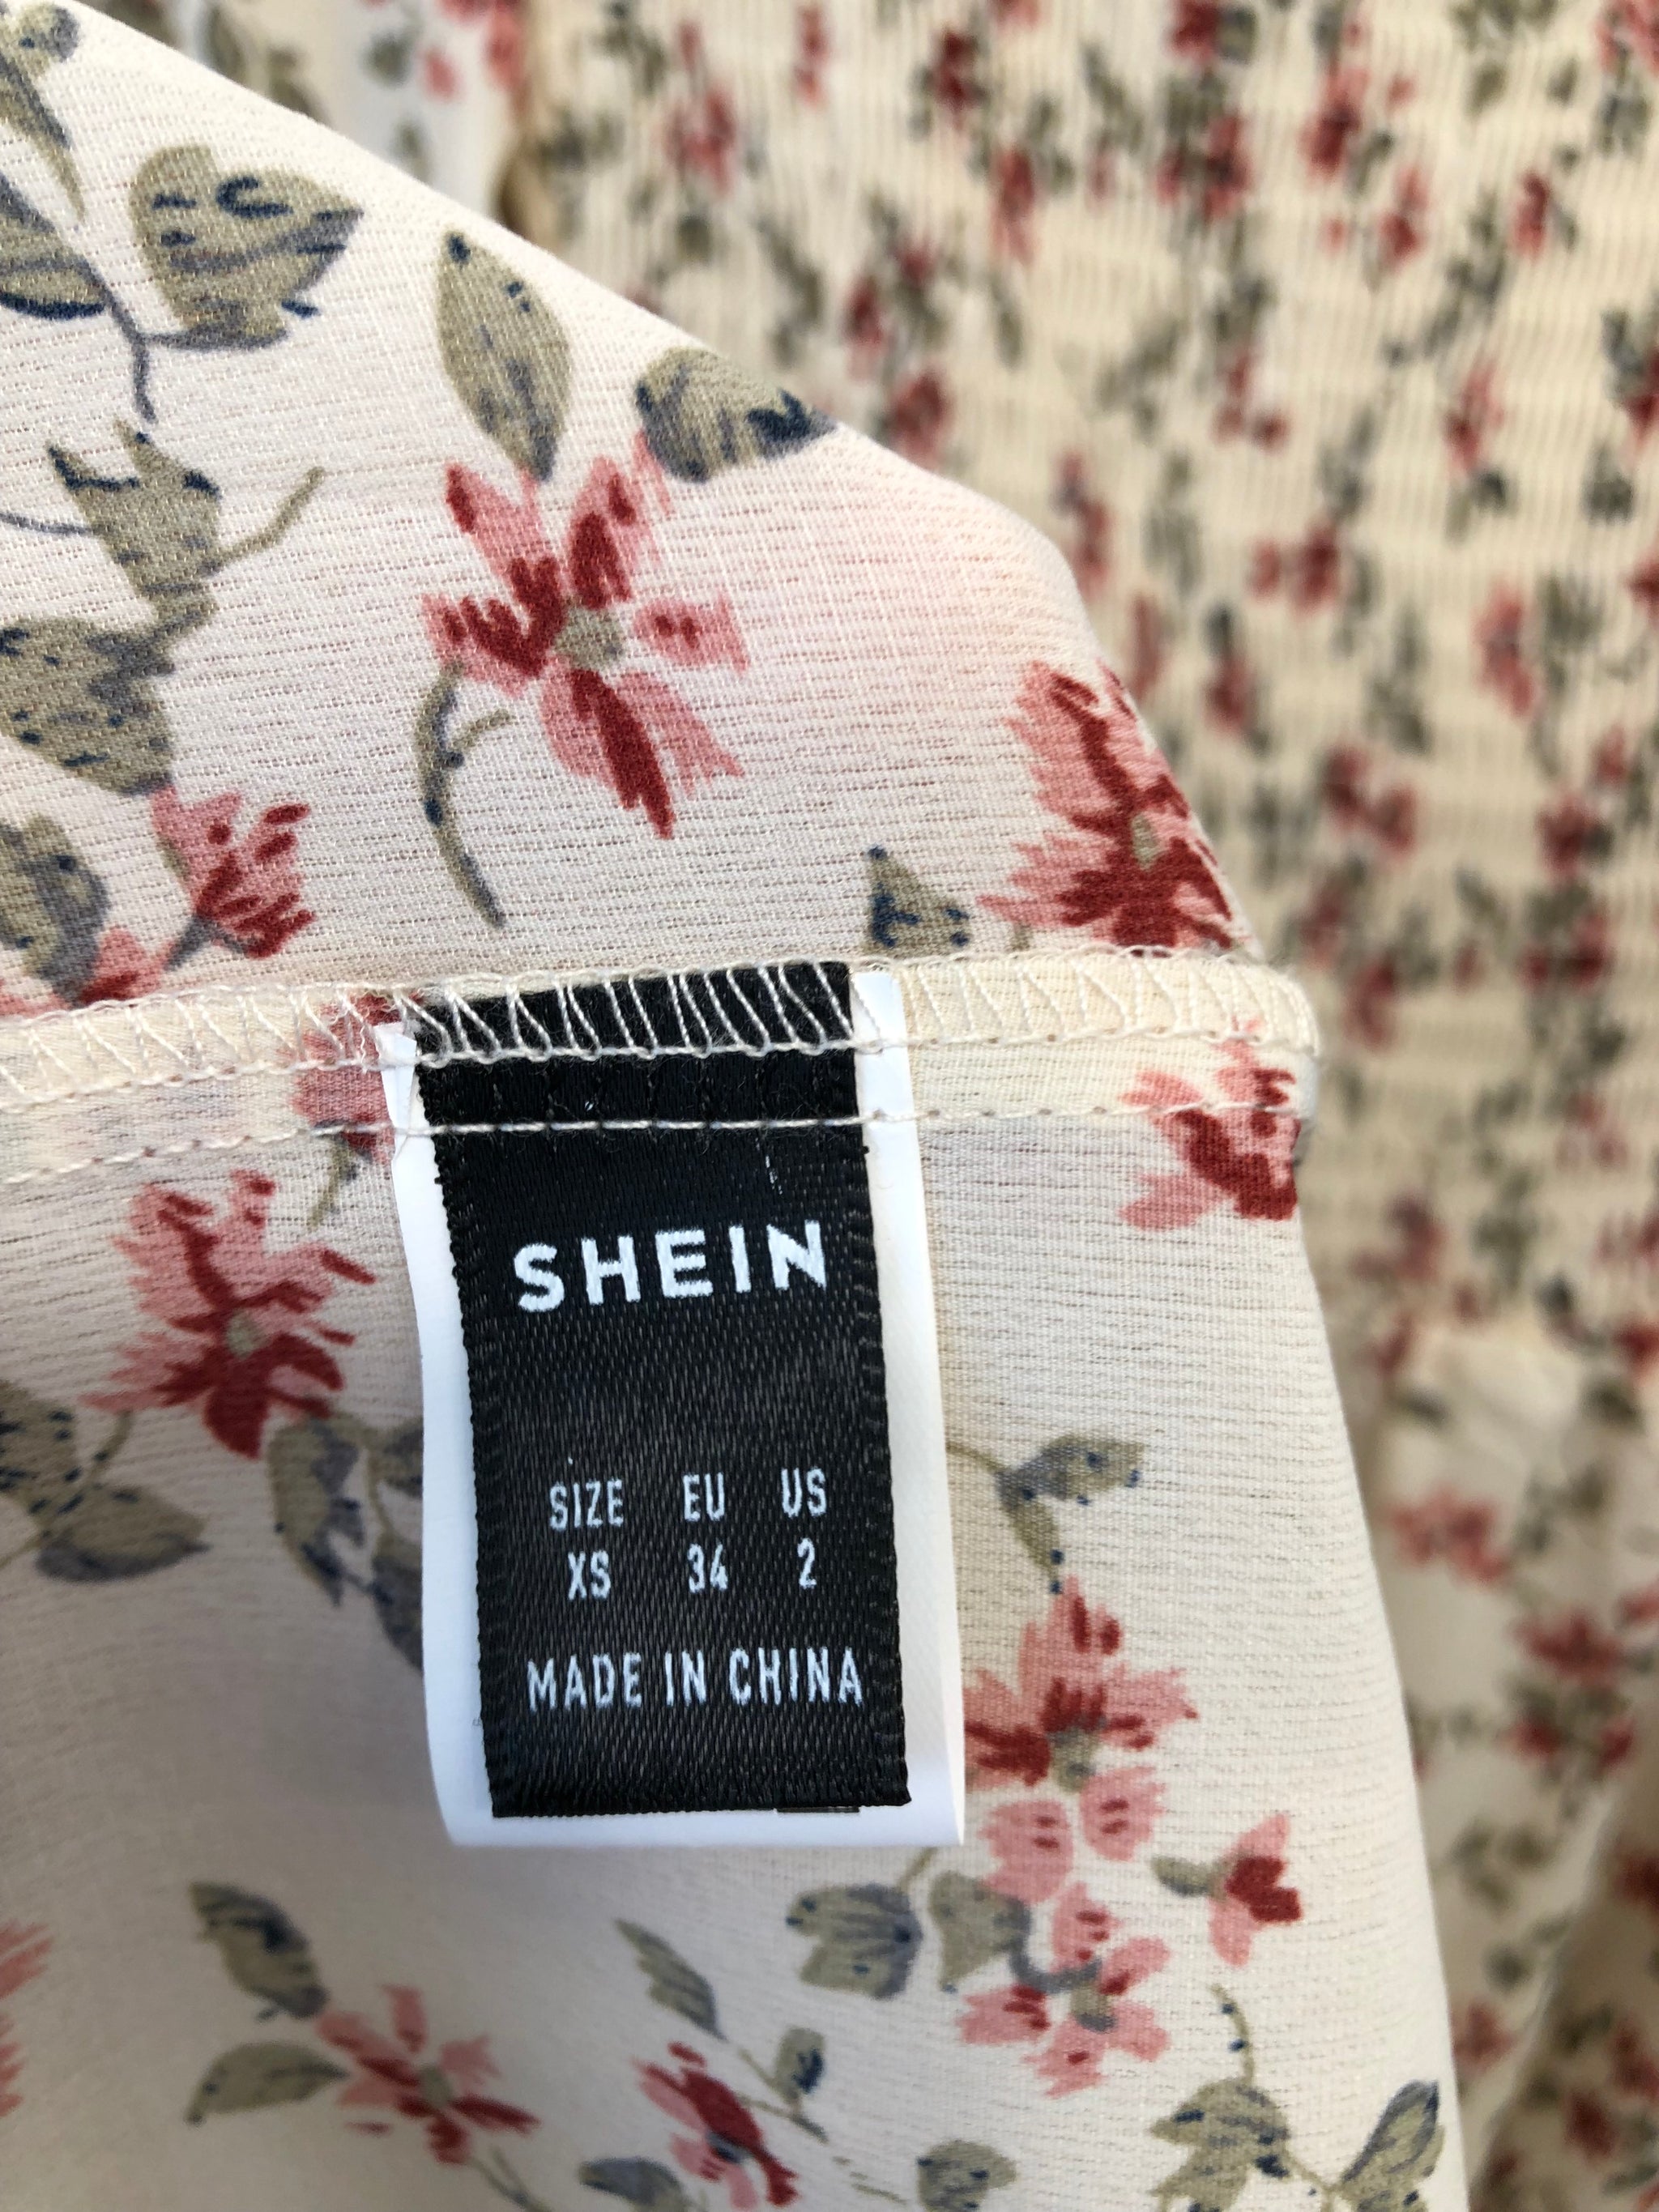 SHEIN
SIZE EU US
XS 34 2
MADE IN CHINA